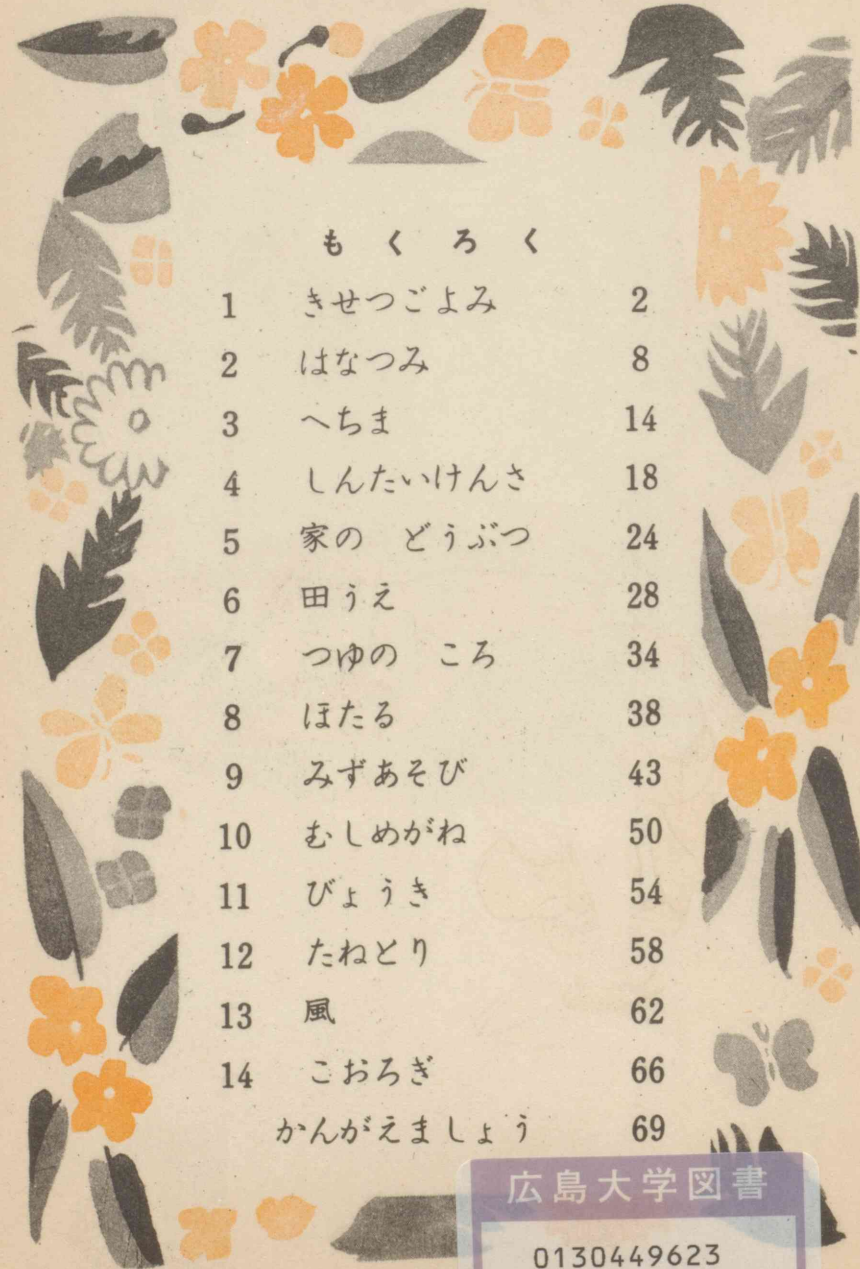 もくろく
1 きせつごよみ 2
2 はなつみ 8
3 へちま 14
4 しんたいけんさ 18
5 家の どうぶつ 24
6 田うえ 28
7 つゆの ころ 34
8 ほたる 38
9 みずあそび 43
10 むしめがね 50
11 びょうき 54
12 たねとり 58
13 風 62
14 こおろぎ 66
かんがえましょう 69
広島大学図書
0130449623